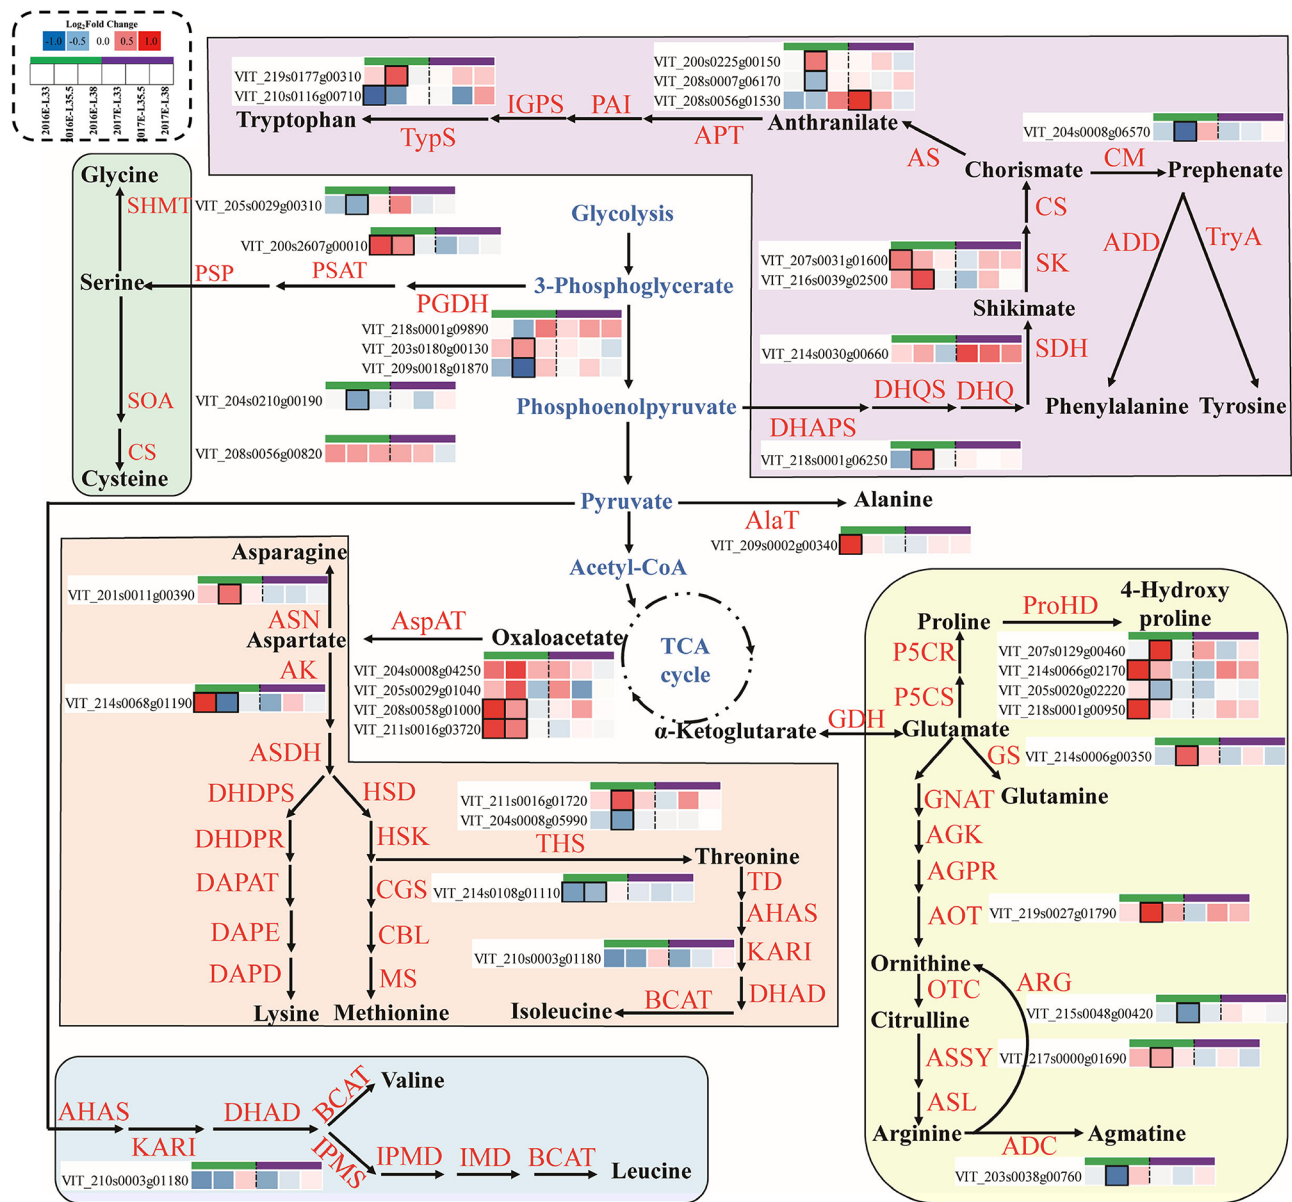 Log2Fold Change
-1.0 -0.5 0.0 0.5 1.0
2016E-L33
2016E-L35.5
2016E-L38
2017E-L33
2017E-L35.5
2017E-L38
VIT_219s0177g00310
VIT_210s0116g00710
Tryptophan
TypS
IGPS
PAI
APT
VIT_200s0225g00150
VIT_208s0007g06170
VIT_208s0056g01530
Anthranilate
AS
VIT_204s0008g06570
Chorismate
CM
Prephenate
CS
ADD
TryA
VIT_207s0031g01600
VIT_216s0039g02500
SK
Shikimate
VIT_214s0030g00660
SDH
DHQS
DHQ
DHAPS
Phenylalanine
Tyrosine
VIT_218s0001g06250
Glycine
SHMT
VIT_205s0029g00310
VIT_200s2607g00010
Serine
PSP
PSAT
PGDH
SOA
VIT_204s0210g00190
CS
VIT_208s0056g00820
Cysteine
Glycolysis
3-Phosphoglycerate
VIT_218s0001g09890
VIT_203s0180g00130
VIT_209s0018g01870
Phosphoenolpyruvate
Pyruvate
Alanine
AlaT
VIT_209s0002g00340
Acetyl-CoA
TCA
cycle
Asparagine
VIT_201s0011g00390
ASN
Aspartate
AspAT
Oxaloacetate
AK
VIT_204s0008g04250
VIT_205s0029g01040
VIT_208s0058g01000
VIT_211s0016g03720
VIT_214s0068g01190
α-Ketoglutarate
GDH
ASDH
DHDPS
HSD
DHDPR
HSK
VIT_211s0016g01720
VIT_204s0008g05990
THS
Threonine
DAPAT
CGS
VIT_214s0108g01110
TD
AHAS
DAPE
CBL
VIT_210s0003g01180
KARI
DAPD
MS
DHAD
BCAT
Lysine
Methionine
Isoleucine
Proline
ProHD
4-Hydroxy
proline
P5CR
VIT_207s0129g00460
VIT_214s0066g02170
VIT_205s0020g02220
VIT_218s0001g00950
P5CS
Glutamate
GS
VIT_214s0006g00350
GNAT
Glutamine
AGK
AGPR
AOT
VIT_219s0027g01790
Ornithine
OTC
ARG
VIT_215s0048g00420
Citrulline
ASSY
VIT_217s0000g01690
ASL
Arginine
ADC
Agmatine
VIT_203s0038g00760
AHAS
KARI
VIT_210s0003g01180
DHAD
BCAT
Valine
IPMS
IPMD
IMD
BCAT
Leucine